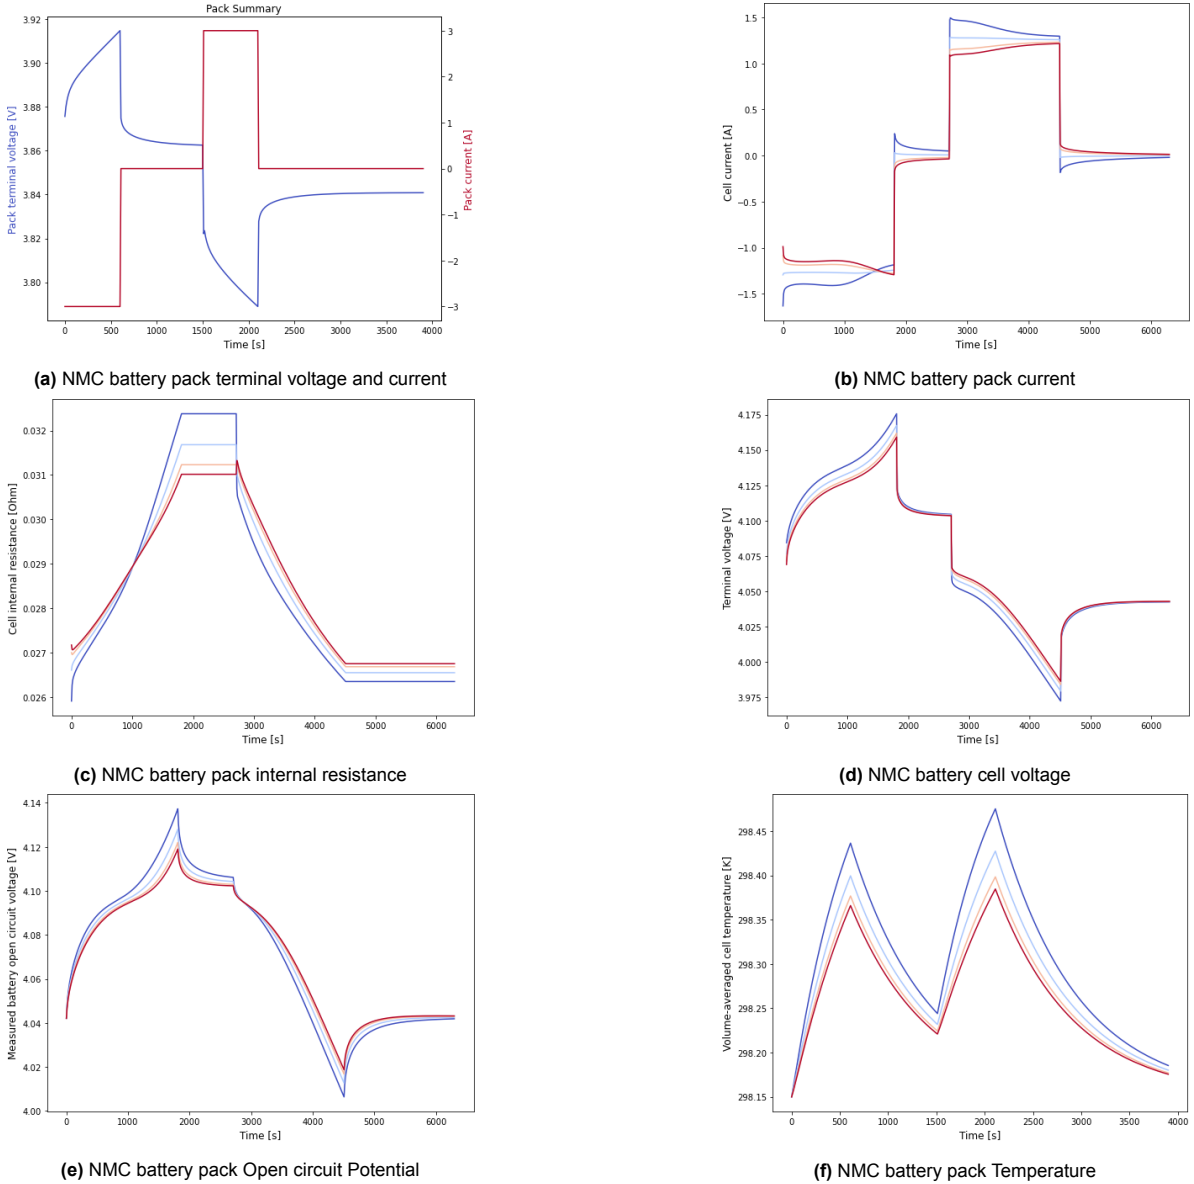 Pack Summary
3.92
3.90
3.88
3.86
3.84
3.82
3.80
Pack terminal voltage [V]
3
2
1
0
−1
−2
−3
Pack current [A]
0 500 1000 1500 2000 2500 3000 3500 4000
Time [s]
(a) NMC battery pack terminal voltage and current
1.5
1.0
0.5
0.0
−0.5
−1.0
−1.5
Cell current [A]
0 1000 2000 3000 4000 5000 6000
Time [s]
(b) NMC battery pack current
0.032
0.031
0.030
0.029
0.028
0.027
0.026
Cell internal resistance [Ohm]
0 1000 2000 3000 4000 5000 6000
Time [s]
(c) NMC battery pack internal resistance
4.175
4.150
4.125
4.100
4.075
4.050
4.025
4.000
3.975
Terminal voltage [V]
0 1000 2000 3000 4000 5000 6000
Time [s]
(d) NMC battery cell voltage
4.14
4.12
4.10
4.08
4.06
4.04
4.02
4.00
Measured battery open circuit voltage [V]
0 1000 2000 3000 4000 5000 6000
Time [s]
(e) NMC battery pack Open circuit Potential
298.45
298.40
298.35
298.30
298.25
298.20
298.15
Volume-averaged cell temperature [K]
0 500 1000 1500 2000 2500 3000 3500 4000
Time [s]
(f) NMC battery pack Temperature